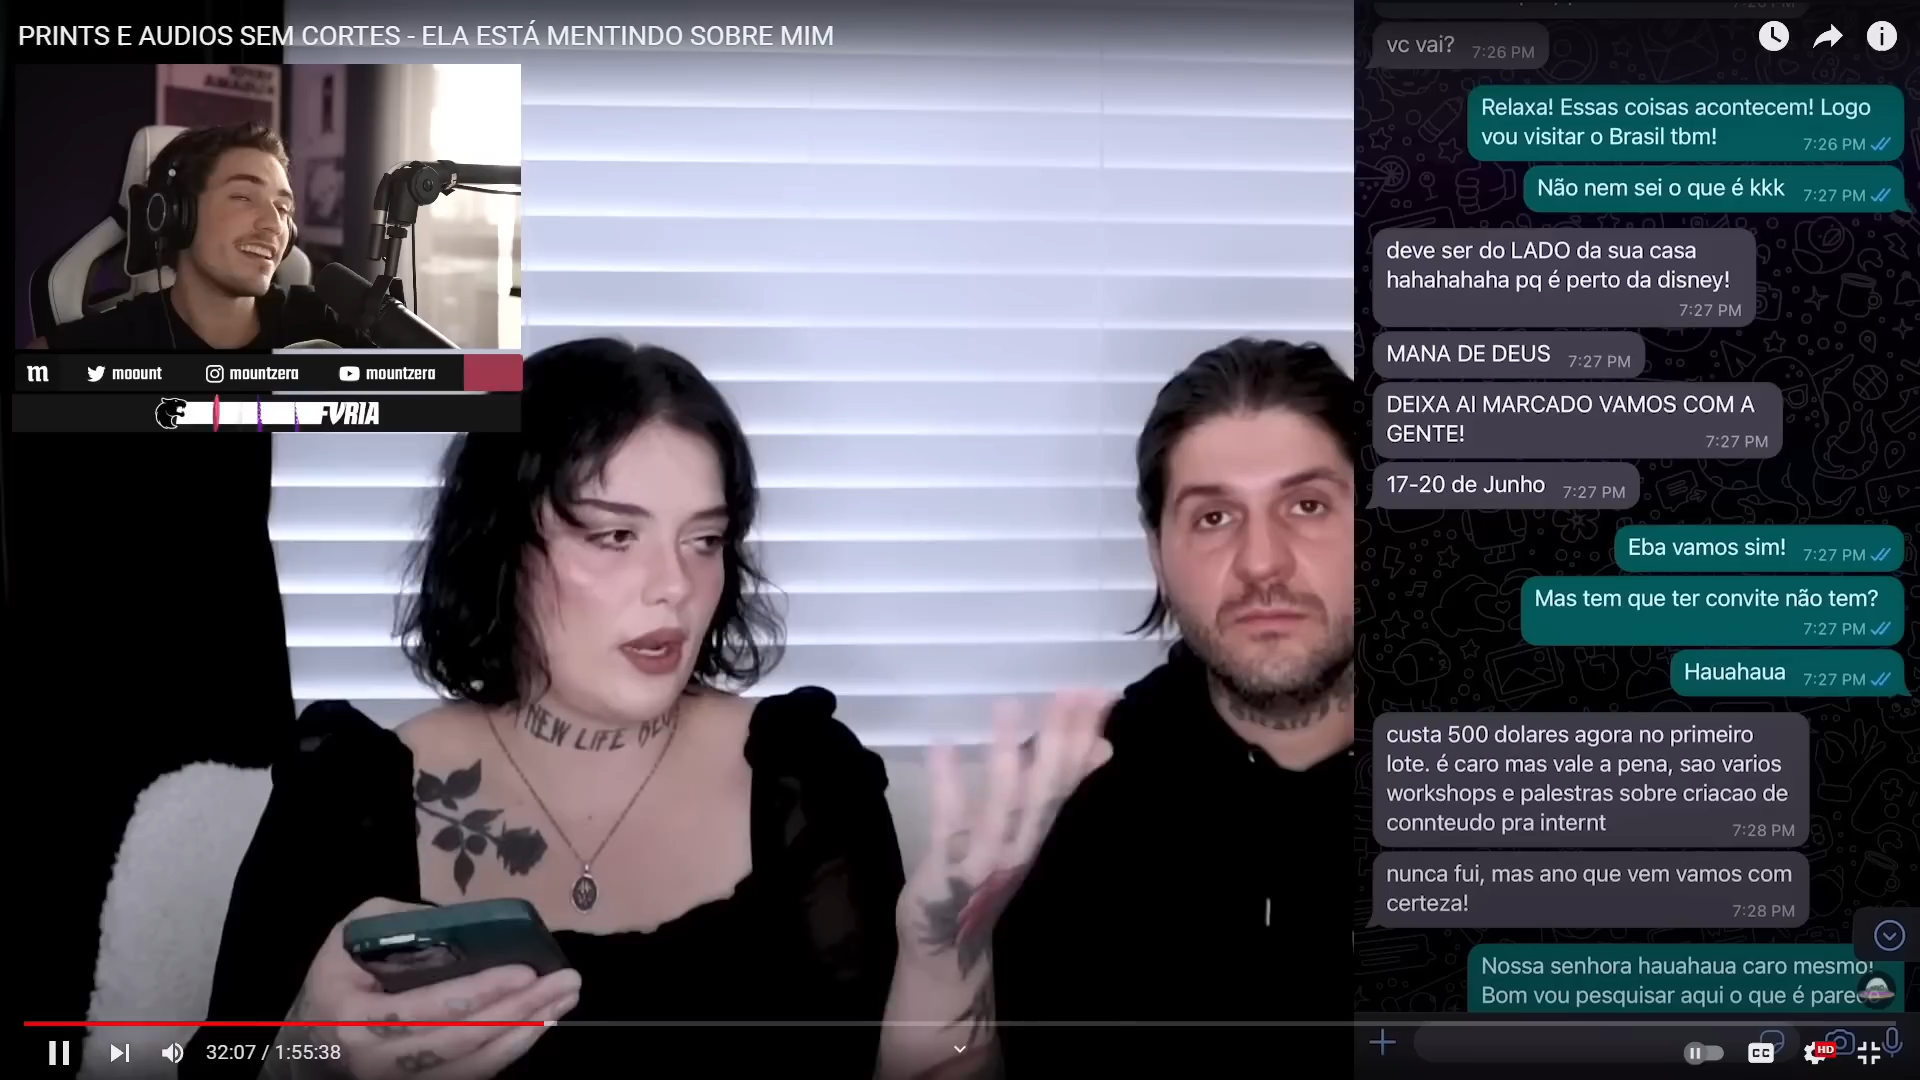 PRINTS E AUDIOS SEM CORTES - ELA ESTÁ MENTINDO SOBRE MIM
m
moount
mountzera
mountzera
FVRIA
NEW LIFE
vc vai? 7:26 PM
Relaxa! Essas coisas acontecem! Logo
vou visitar o Brasil tbm!
7:26 PM
Não nem sei o que é kkk 7:27 PM
deve ser do LADO da sua casa
hahahahaha pq é perto da disney!
7:27 PM
MANA DE DEUS 7:27 PM
DEIXA AI MARCADO VAMOS COM A
GENTE!
7:27 PM
17-20 de Junho 7:27 PM
Eba vamos sim! 7:27 PM
Mas tem que ter convite não tem?
7:27 PM
Hauahaua 7:27 PM
custa 500 dolares agora no primeiro
lote. é caro mas vale a pena, sao varios
workshops e palestras sobre criacao de
connteudo pra internt
7:28 PM
nunca fui, mas ano que vem vamos com
certeza!
7:28 PM
Nossa senhora hauahaua caro mesmo!
Bom vou pesquisar aqui o que é
32:07 / 1:55:38
CC
HD